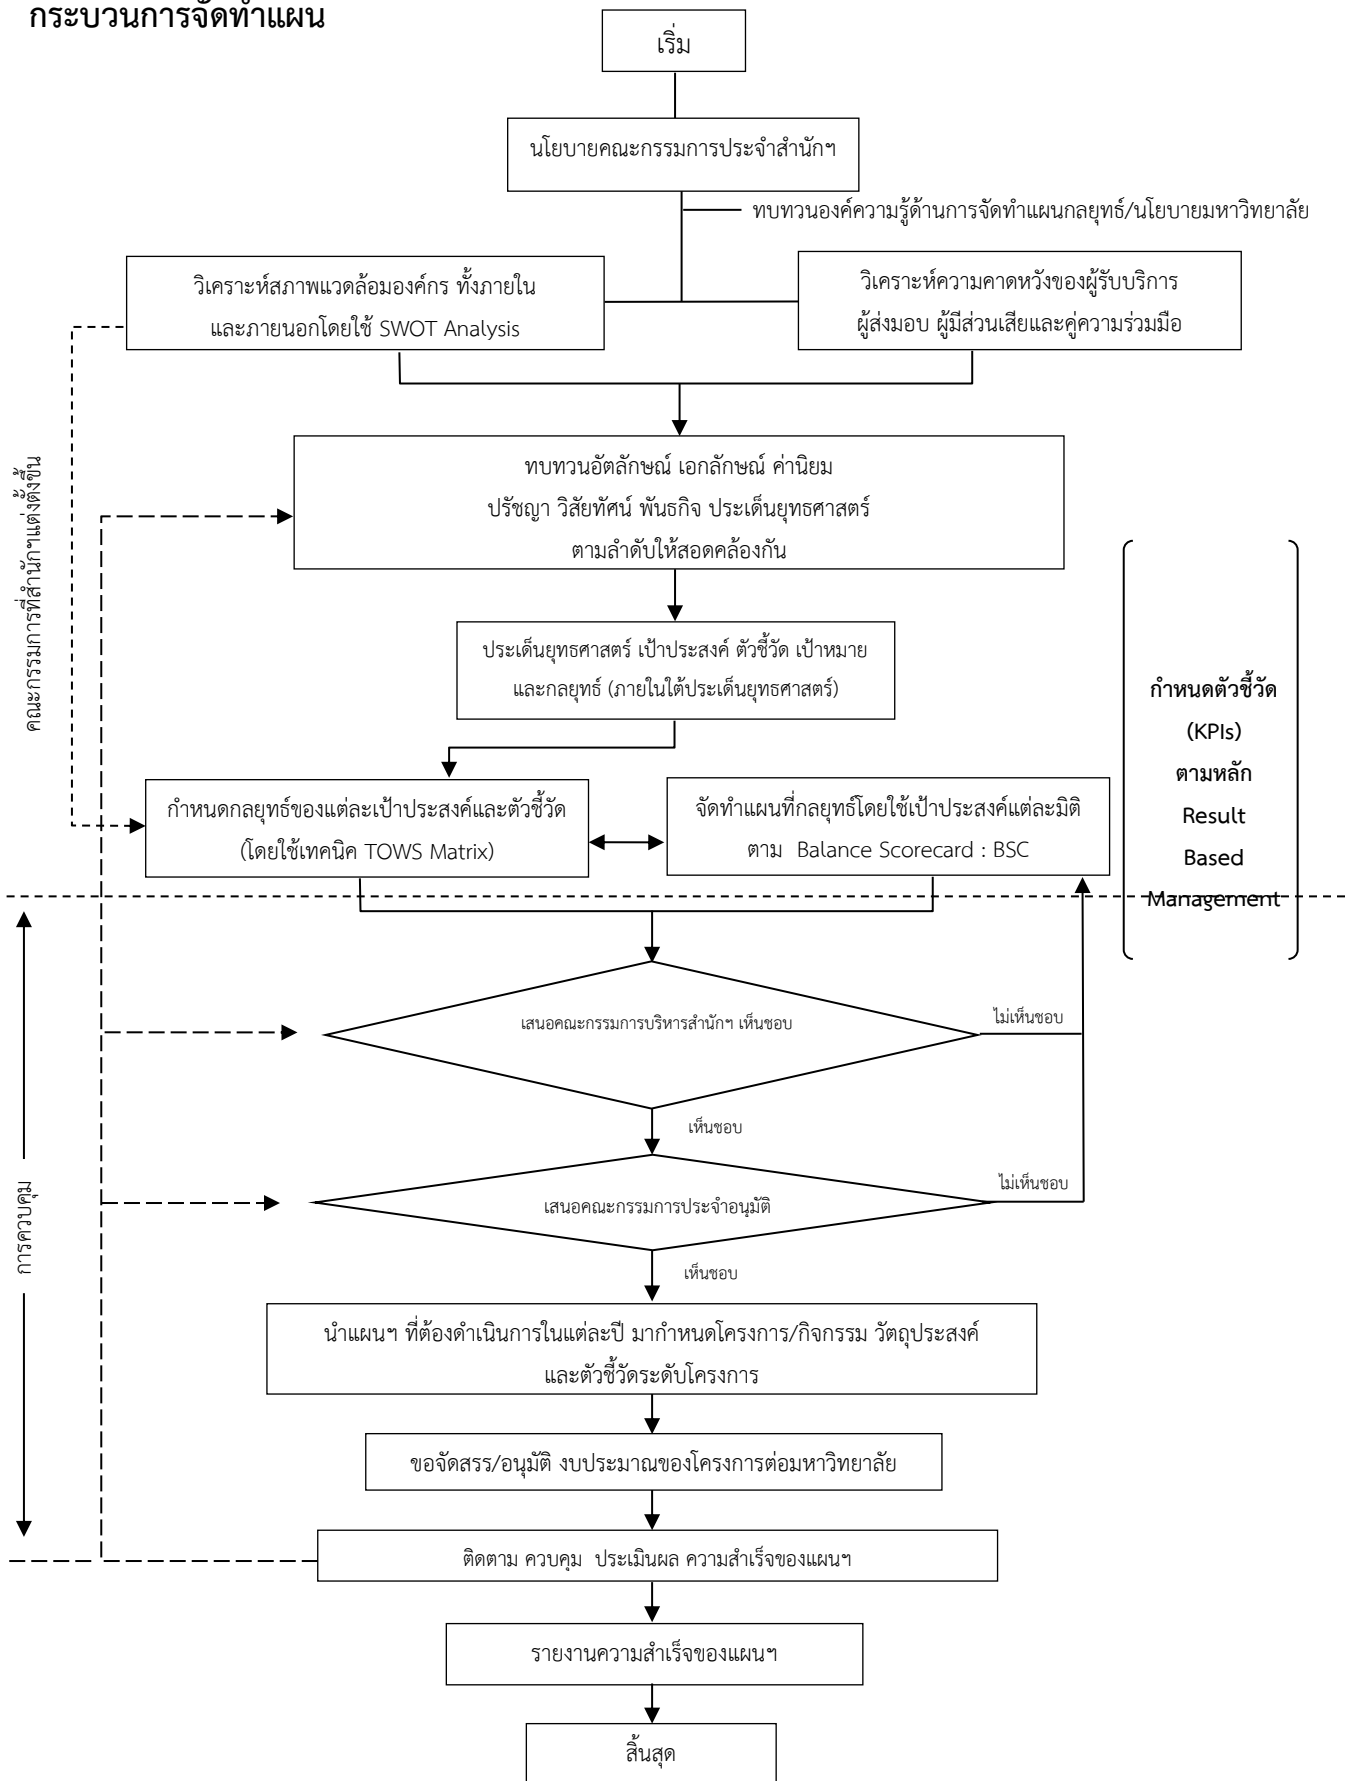 กระบวนการจัดทำแผน
เริ่ม
นโยบายคณะกรรมการประจำสำนักฯ
ทบทวนองค์ความรู้ด้านการจัดทำแผนกลยุทธ์/นโยบายมหาวิทยาลัย
วิเคราะห์สภาพแวดล้อมองค์กร ทั้งภายใน
และภายนอกโดยใช้ SWOT Analysis
วิเคราะห์ความคาดหวังของผู้รับบริการ
ผู้ส่งมอบ ผู้มีส่วนเสียและคู่ความร่วมมือ
คณะกรรมการที่สำนักฯแต่งตั้งขึ้น
ทบทวนอัตลักษณ์ เอกลักษณ์ ค่านิยม
ปรัชญา วิสัยทัศน์ พันธกิจ ประเด็นยุทธศาสตร์
ตามลำดับให้สอดคล้องกัน
ประเด็นยุทธศาสตร์ เป้าประสงค์ ตัวชี้วัด เป้าหมาย
และกลยุทธ์ (ภายในใต้ประเด็นยุทธศาสตร์)
กำหนดตัวชี้วัด
(KPIs)
ตามหลัก
Result
Based
Management
กำหนดกลยุทธ์ของแต่ละเป้าประสงค์และตัวชี้วัด
(โดยใช้เทคนิค TOWS Matrix)
จัดทำแผนที่กลยุทธ์โดยใช้เป้าประสงค์แต่ละมิติ
ตาม Balance Scorecard : BSC
เสนอคณะกรรมการบริหารสำนักฯ เห็นชอบ
ไม่เห็นชอบ
เห็นชอบ
การควบคุม
เสนอคณะกรรมการประจำอนุมัติ
ไม่เห็นชอบ
เห็นชอบ
นำแผนฯ ที่ต้องดำเนินการในแต่ละปี มากำหนดโครงการ/กิจกรรม วัตถุประสงค์
และตัวชี้วัดระดับโครงการ
ขอจัดสรร/อนุมัติ งบประมาณของโครงการต่อมหาวิทยาลัย
ติดตาม ควบคุม ประเมินผล ความสำเร็จของแผนฯ
รายงานความสำเร็จของแผนฯ
สิ้นสุด